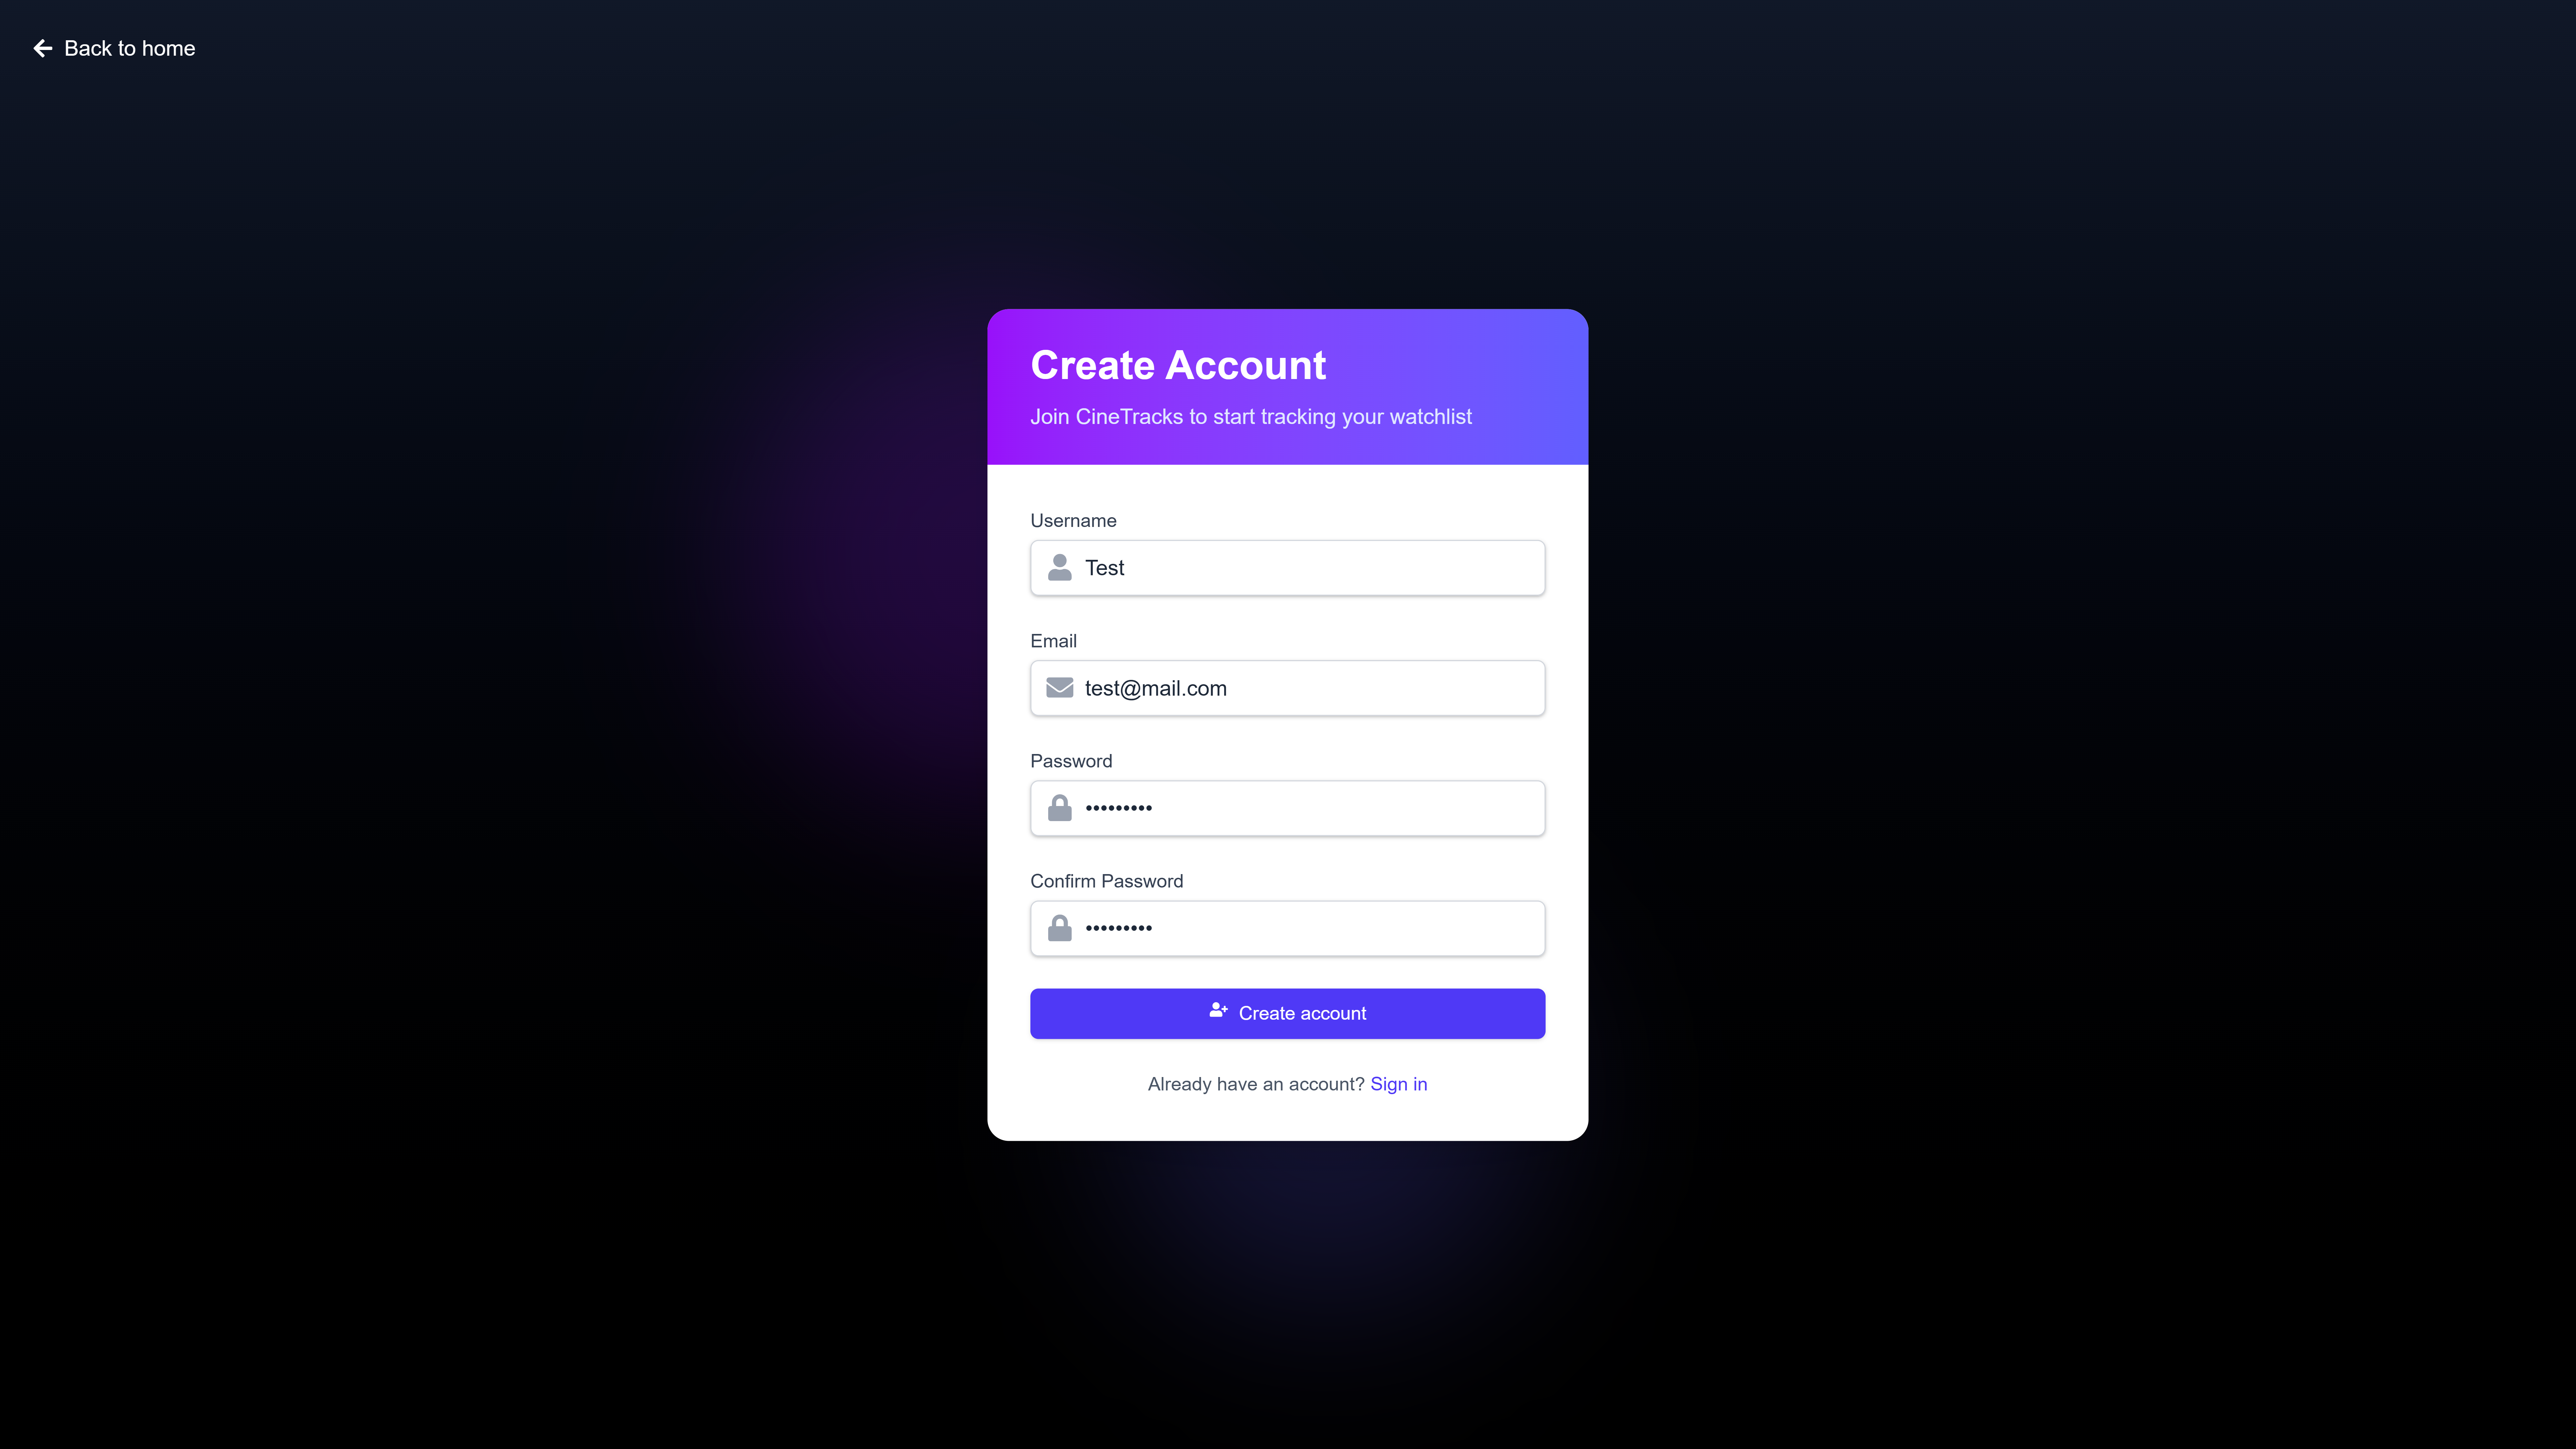 Back to home
Create Account
Join CineTracks to start tracking your watchlist
Username
Test
Email
test@mail.com
Password
•••••••••
Confirm Password
•••••••••
Create account
Already have an account? Sign in